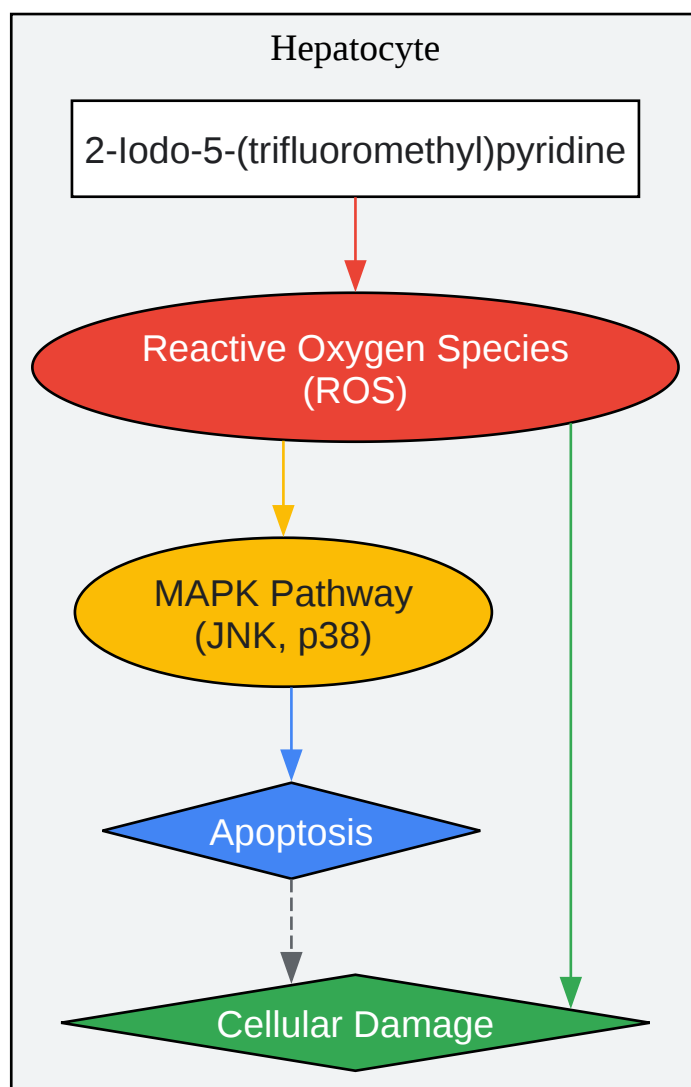 Hepatocyte
2-Iodo-5-(trifluoromethyl)pyridine
Reactive Oxygen Species
(ROS)
MAPK Pathway
(JNK, p38)
Apoptosis
Cellular Damage